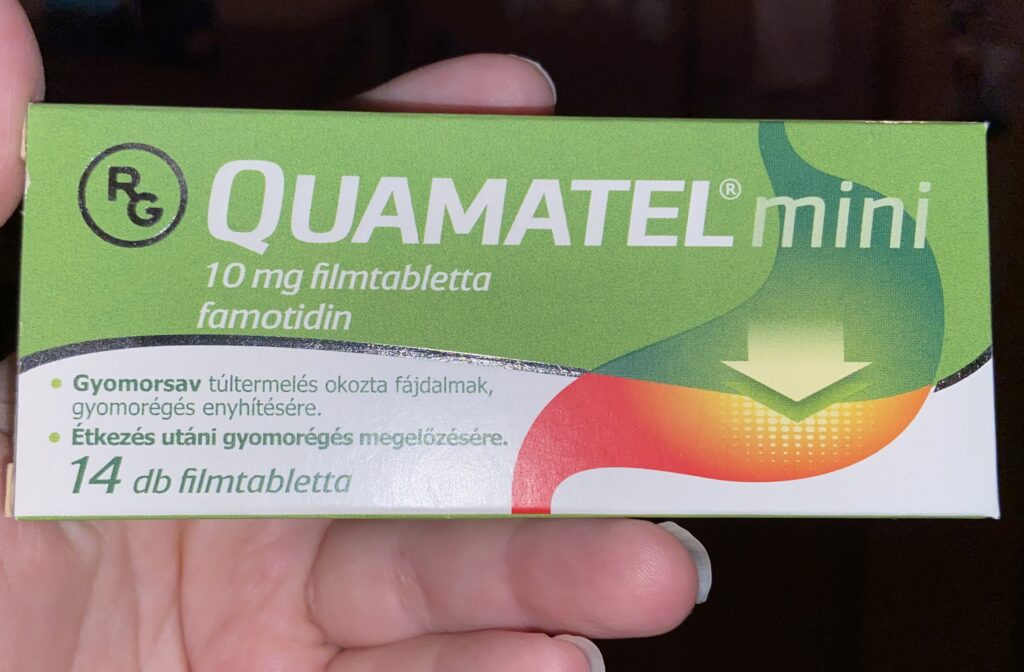 RG
QUAMATEL® mini
10 mg filmtabletta
famotidin
• Gyomorsav túltermelés okozta fájdalmak,
gyomorégés enyhítésére.
• Étkezés utáni gyomorégés megelőzésére.
14 db filmtabletta